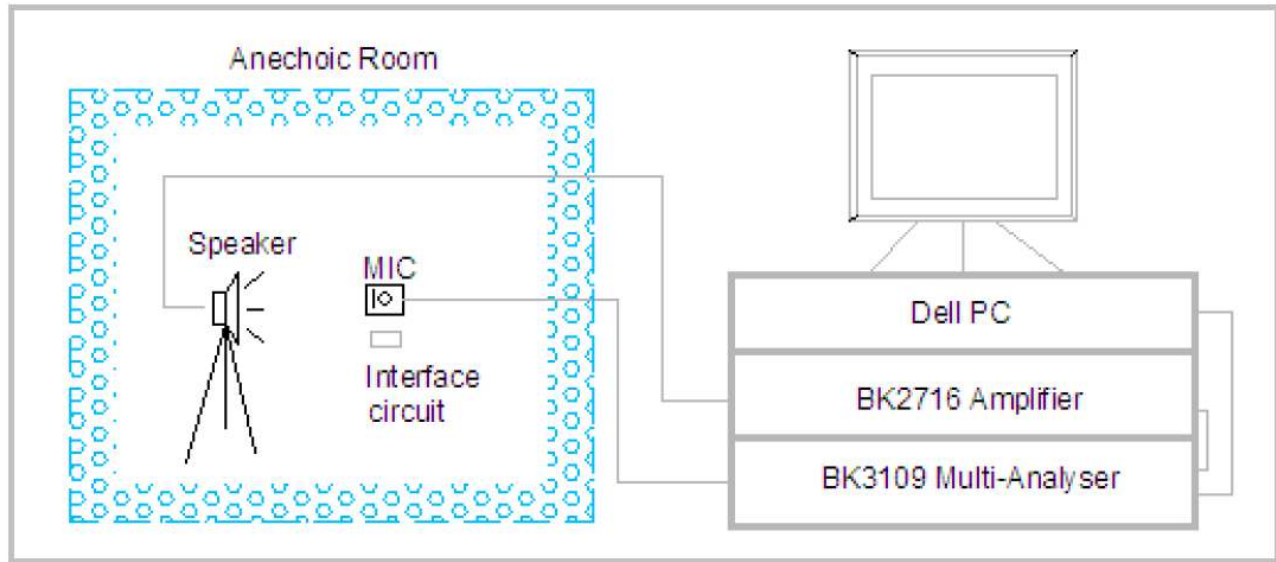 Anechoic Room
Speaker
MIC
Interface
circuit
Dell PC
BK2716 Amplifier
BK3109 Multi-Analyser